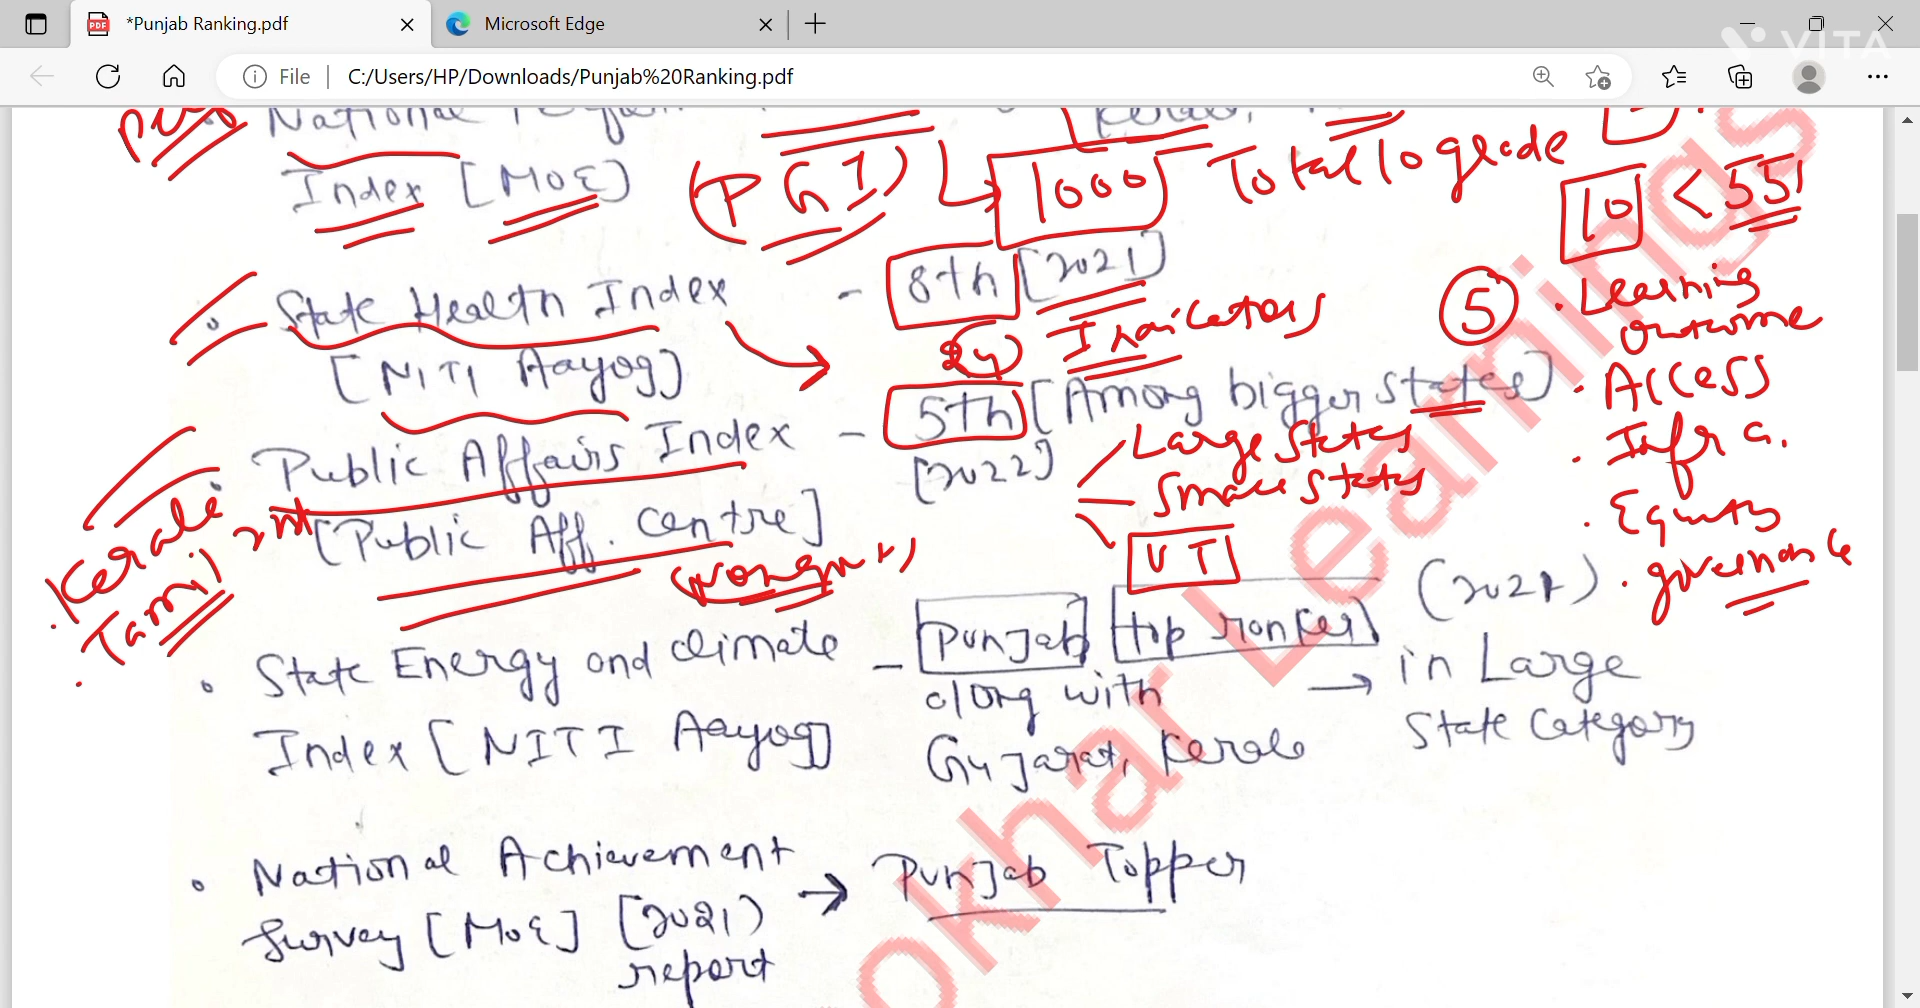 *Punjab Ranking.pdf
Microsoft Edge
VITA
File
C:/Users/HP/Downloads/Punjab%20Ranking.pdf
National
Index [MOE] (PGI) 1000 Total 10 grade
10 < 551
State Health Index - 8th [2021]
[NITI Aayog]
Indicators
5
. Learning
outcome
. Access
. Infra.
. Equity
. governance
Public Affairs Index - 5th [Among bigger states]
[Public Aff. Centre] [2022]
Large States
Small States
UT
. Kerala
. Tamil
State Energy and climate - Punjab top ranker (2021)
Index [NITI Aayog] along with → in Large
Gujarat, Kerala State Category
National Achievement → Punjab Topper
Survey [MOE] [2021)
report
okhar Learnings